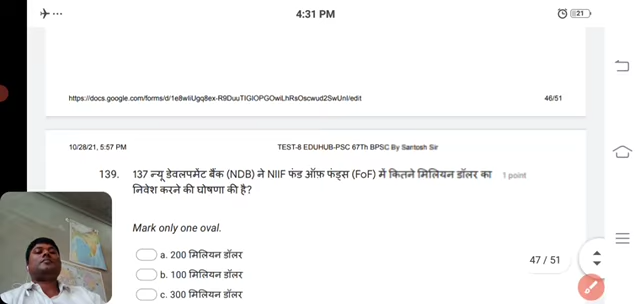 4:31 PM
21
https://docs.google.com/forms/d/1e8wliUgq8ex-R9DuuTIGIOPGOwiLhRsOscwud2SwUnI/edit
46/51
10/28/21, 5:57 PM
TEST-8 EDUHUB-PSC 67Th BPSC By Santosh Sir
139. 137 न्यू डेवलपमेंट बैंक (NDB) ने NIIF फंड ऑफ़ फंड्स (FoF) में कितने मिलियन डॉलर का 1 point
निवेश करने की घोषणा की है?
Mark only one oval.
a. 200 मिलियन डॉलर
b. 100 मिलियन डॉलर
c. 300 मिलियन डॉलर
47 / 51